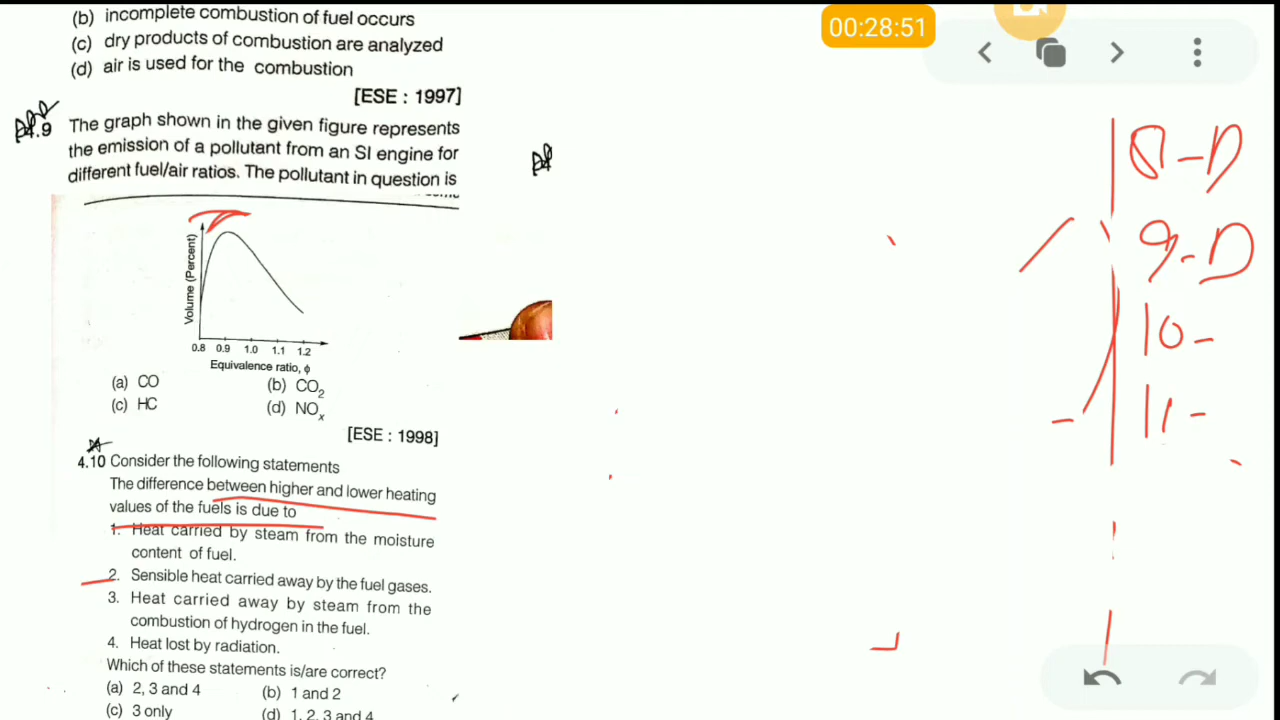 (b) incomplete combustion of fuel occurs
(c) dry products of combustion are analyzed
(d) air is used for the combustion
[ESE : 1997]
4.9 The graph shown in the given figure represents
the emission of a pollutant from an SI engine for
different fuel/air ratios. The pollutant in question is
Volume (Percent)
0.8 0.9 1.0 1.1 1.2
Equivalence ratio, ϕ
(a) CO (b) CO₂
(c) HC (d) NOₓ
[ESE : 1998]
4.10 Consider the following statements
The difference between higher and lower heating
values of the fuels is due to
1. Heat carried by steam from the moisture
content of fuel.
2. Sensible heat carried away by the fuel gases.
3. Heat carried away by steam from the
combustion of hydrogen in the fuel.
4. Heat lost by radiation.
Which of these statements is/are correct?
(a) 2, 3 and 4 (b) 1 and 2
(c) 3 only (d) 1, 2, 3 and 4
00:28:51
8-D
9-D
10-
11-